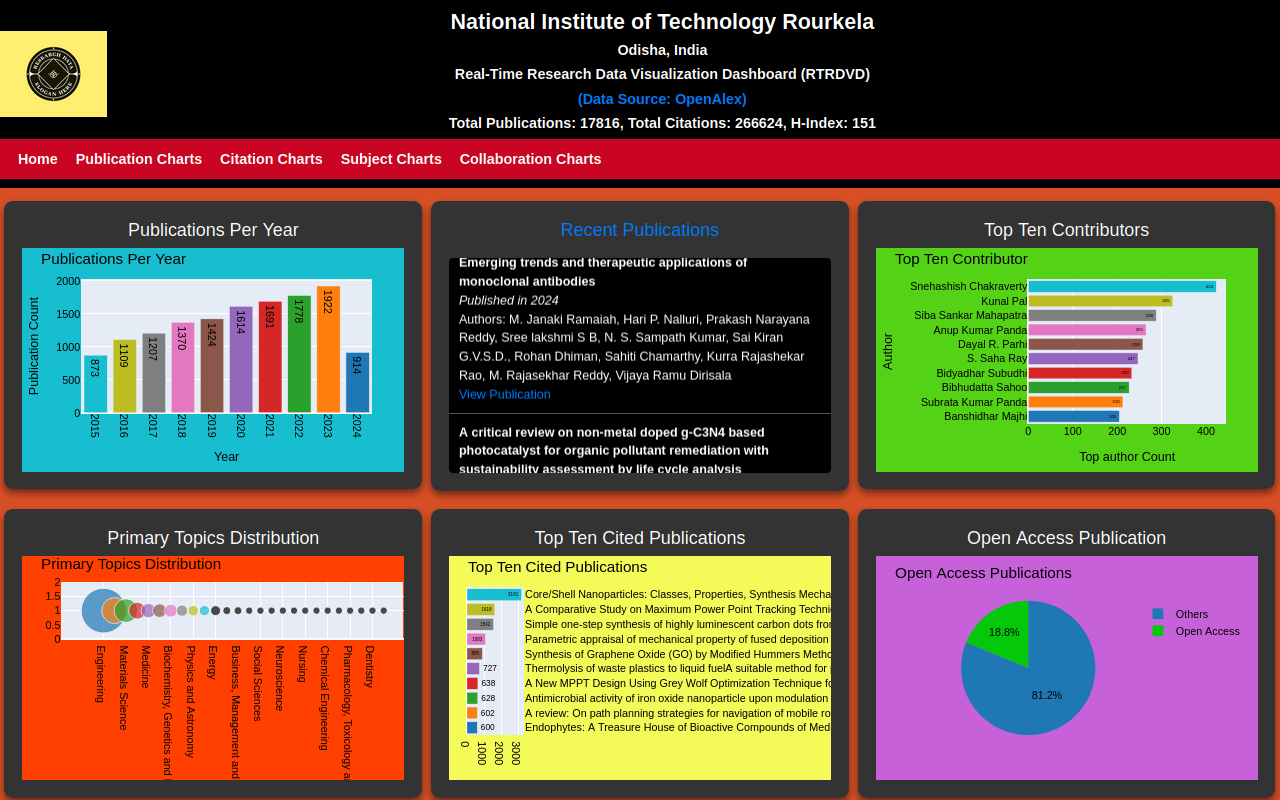 National Institute of Technology Rourkela
Odisha, India
Real-Time Research Data Visualization Dashboard (RTRDVD)
(Data Source: OpenAlex)
Total Publications: 17816, Total Citations: 266624, H-Index: 151
RESEARCH DATA
SLOGAN HERE
Home Publication Charts Citation Charts Subject Charts Collaboration Charts
Publications Per Year
Publications Per Year
Publication Count
2000
1500
1000
500
0
873
1109
1207
1370
1424
1614
1691
1778
1922
914
2015
2016
2017
2018
2019
2020
2021
2022
2023
2024
Year
Recent Publications
Emerging trends and therapeutic applications of
monoclonal antibodies
Published in 2024
Authors: M. Janaki Ramaiah, Hari P. Nalluri, Prakash Narayana
Reddy, Sree lakshmi S B, N. S. Sampath Kumar, Sai Kiran
G.V.S.D., Rohan Dhiman, Sahiti Chamarthy, Kurra Rajashekar
Rao, M. Rajasekhar Reddy, Vijaya Ramu Dirisala
View Publication
A critical review on non-metal doped g-C3N4 based
photocatalyst for organic pollutant remediation with
sustainability assessment by life cycle analysis
Top Ten Contributors
Top Ten Contributor
Author
Snehashish Chakraverty
Kunal Pal
Siba Sankar Mahapatra
Anup Kumar Panda
Dayal R. Parhi
S. Saha Ray
Bidyadhar Subudhi
Bibhudatta Sahoo
Subrata Kumar Panda
Banshidhar Majhi
0 100 200 300 400
Top author Count
Primary Topics Distribution
Primary Topics Distribution
2
1.5
1
0.5
0
Engineering
Materials Science
Medicine
Biochemistry, Genetics and
Physics and Astronomy
Energy
Business, Management and
Social Sciences
Neuroscience
Nursing
Chemical Engineering
Pharmacology, Toxicology a
Dentistry
Top Ten Cited Publications
Top Ten Cited Publications
3161 Core/Shell Nanoparticles: Classes, Properties, Synthesis Mecha
1618 A Comparative Study on Maximum Power Point Tracking Techni
1542 Simple one-step synthesis of highly luminescent carbon dots fro
1083 Parametric appraisal of mechanical property of fused deposition
Synthesis of Graphene Oxide (GO) by Modified Hummers Metho
727 Thermolysis of waste plastics to liquid fuelA suitable method for
638 A New MPPT Design Using Grey Wolf Optimization Technique fo
628 Antimicrobial activity of iron oxide nanoparticle upon modulation
602 A review: On path planning strategies for navigation of mobile ro
600 Endophytes: A Treasure House of Bioactive Compounds of Med
0
1000
2000
3000
Open Access Publication
Open Access Publications
18.8%
81.2%
Others
Open Access